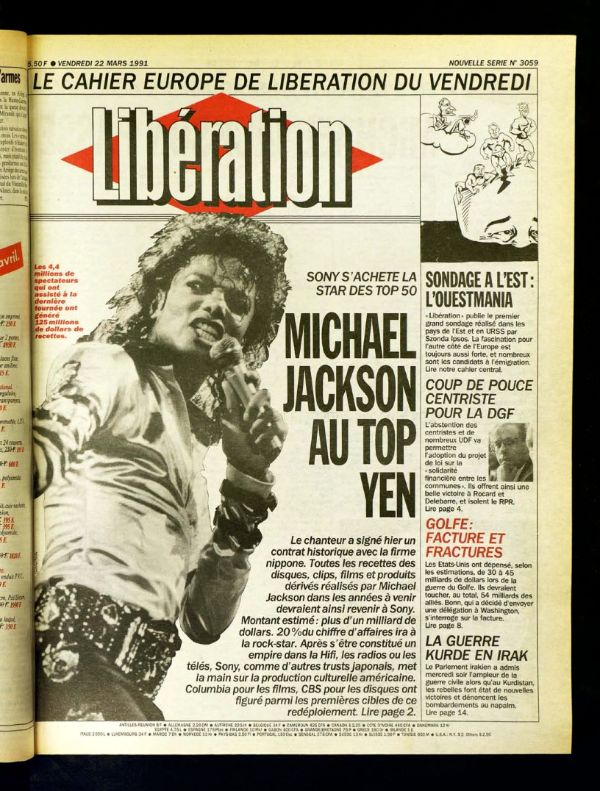 5,50F ● VENDREDI 22 MARS 1991
NOUVELLE SERIE N° 3059
LE CAHIER EUROPE DE LIBERATION DU VENDREDI
Libération
Les 4,4
millions de
spectateurs
qui ont
assisté à la
dernière
tournée ont
généré
125 millions
de dollars de
recettes.
SONY S'ACHETE LA
STAR DES TOP 50
MICHAEL
JACKSON
AU TOP
YEN
Le chanteur a signé hier un
contrat historique avec la firme
nippone. Toutes les recettes des
disques, clips, films et produits
dérivés réalisés par Michael
Jackson dans les années à venir
devraient ainsi revenir à Sony.
Montant estimé : plus d'un milliard de
dollars. 20 % du chiffre d'affaires ira à
la rock-star. Après s'être constitué un
empire dans la Hifi, les radios ou les
télés, Sony, comme d'autres trusts japonais, met
la main sur la production culturelle américaine.
Columbia pour les films, CBS pour les disques ont
figuré parmi les premières cibles de ce
redéploiement. Lire page 2.
SONDAGE A L'EST :
L'OUESTMANIA
«Libération» publie le premier
grand sondage réalisé dans les
pays de l'Est et en URSS par
Szonda Ipsos. La fascination pour
l'autre côté de l'Europe est
toujours aussi forte, et nombreux
sont les candidats à l'émigration.
Lire notre cahier central.
COUP DE POUCE
CENTRISTE
POUR LA DGF
L'abstention des
centristes et de
nombreux UDF va
permettre
l'adoption du projet
de loi sur la
«solidarité
financière entre les
communes». Ils offrent ainsi une
belle victoire à Rocard et
Delebarre, et isolent le RPR.
Lire page 4.
GOLFE :
FACTURE ET
FRACTURES
Les Etats-Unis ont dépensé, selon
les estimations, de 30 à 45
milliards de dollars lors de la
guerre du Golfe. Ils devraient
toucher, au total, 54 milliards des
alliés. Bonn, qui a décidé d'envoyer
une délégation à Washington,
s'interroge sur la facture.
Lire page 8.
LA GUERRE
KURDE EN IRAK
Le Parlement irakien a admis
mercredi soir l'ampleur de la
guerre civile alors qu'au Kurdistan,
les rebelles font état de nouvelles
victoires et dénoncent les
bombardements au napalm.
Lire page 14.